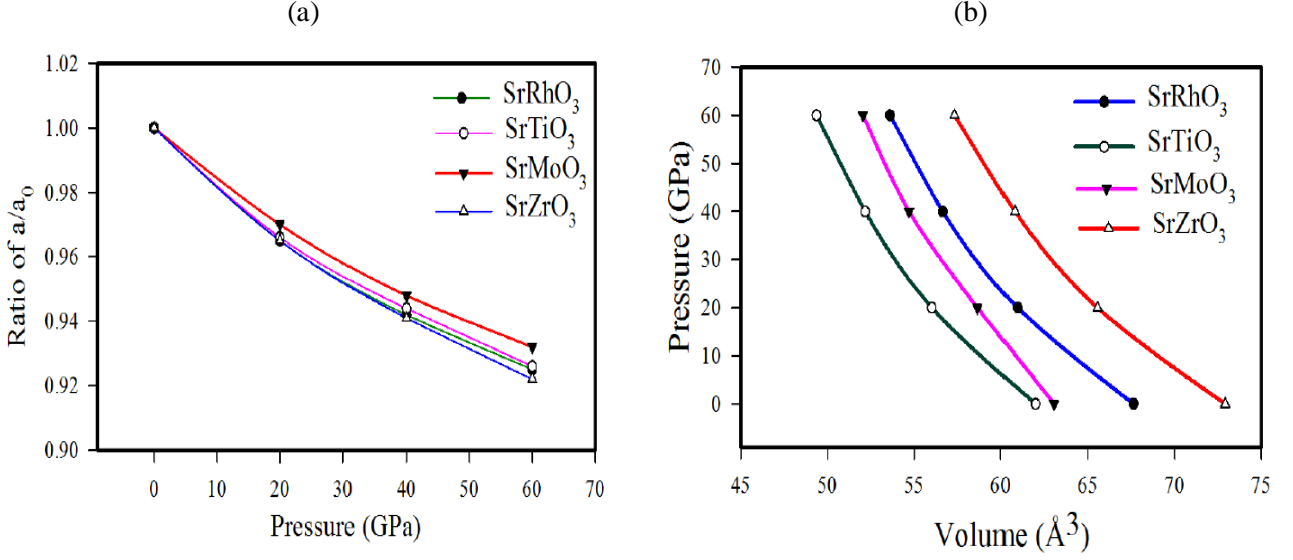 (a)
(b)
1.02
1.00
0.98
0.96
0.94
0.92
0.90
Ratio of a/a₀
0 10 20 30 40 50 60 70
Pressure (GPa)
SrRhO₃
SrTiO₃
SrMoO₃
SrZrO₃
70
60
50
40
30
20
10
0
Pressure (GPa)
45 50 55 60 65 70 75
Volume (Å³)
SrRhO₃
SrTiO₃
SrMoO₃
SrZrO₃